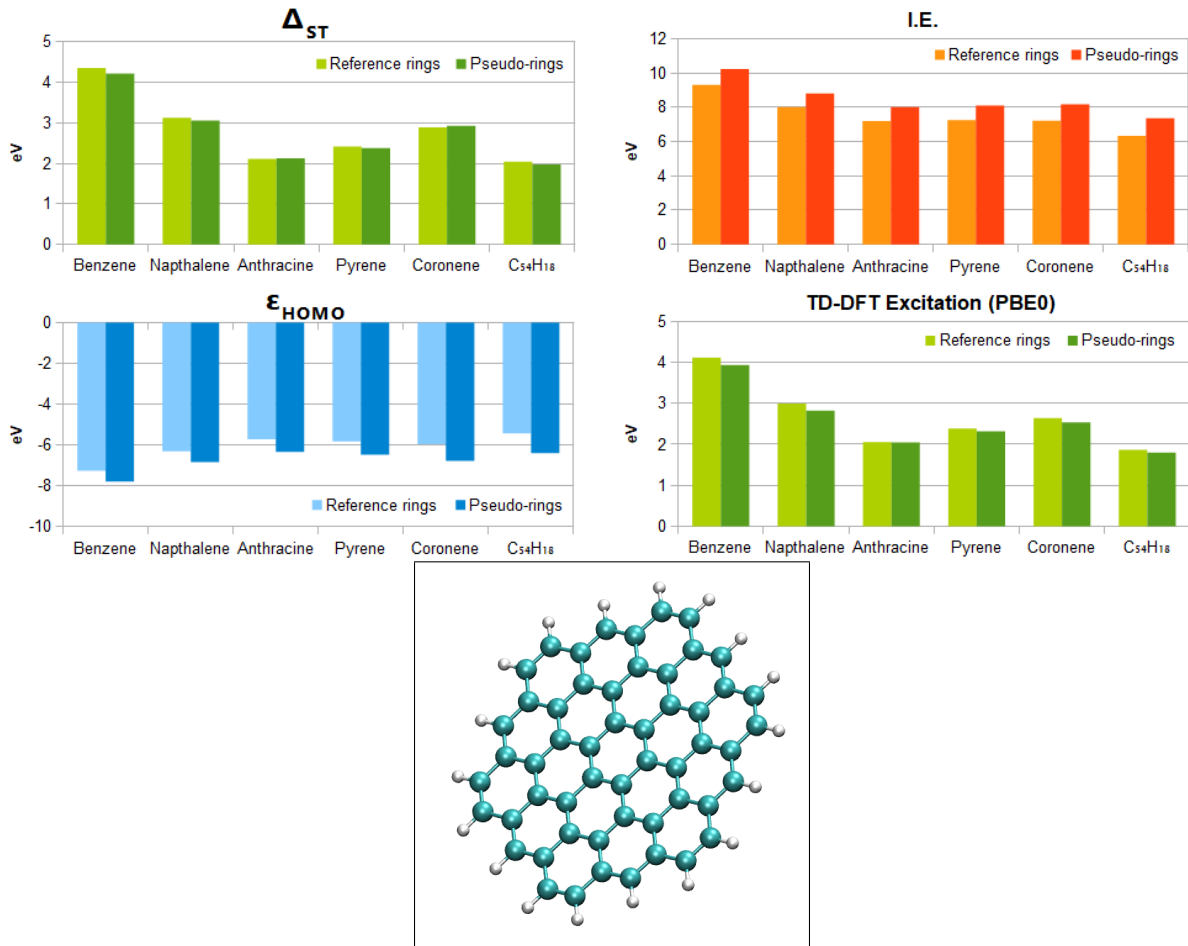 Δ_ST
5
4
3
2
1
0
eV
Reference rings
Pseudo-rings
Benzene
Napthalene
Anthracine
Pyrene
Coronene
C₅₄H₁₈
I.E.
12
10
8
6
4
2
0
eV
Reference rings
Pseudo-rings
Benzene
Napthalene
Anthracine
Pyrene
Coronene
C₅₄H₁₈
ε_HOMO
0
-2
-4
-6
-8
-10
eV
Reference rings
Pseudo-rings
Benzene
Napthalene
Anthracine
Pyrene
Coronene
C₅₄H₁₈
TD-DFT Excitation (PBE0)
5
4
3
2
1
0
eV
Reference rings
Pseudo-rings
Benzene
Napthalene
Anthracine
Pyrene
Coronene
C₅₄H₁₈